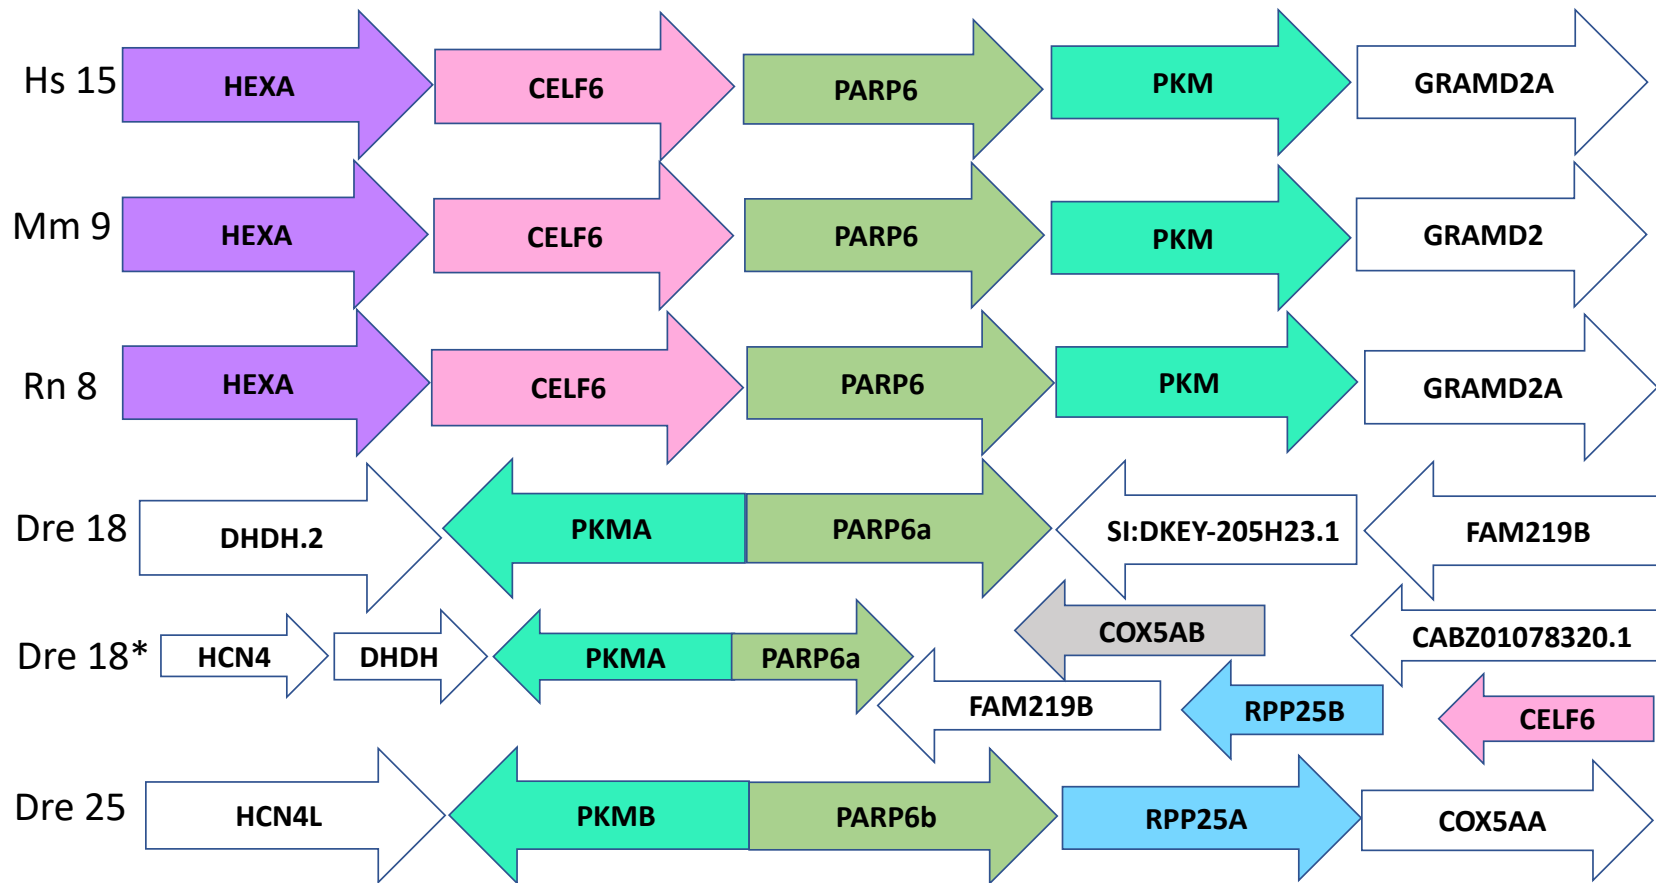 Hs 15 HEXA CELF6 PARP6 PKM GRAMD2A
Mm 9 HEXA CELF6 PARP6 PKM GRAMD2
Rn 8 HEXA CELF6 PARP6 PKM GRAMD2A
Dre 18 DHDH.2 PKMA PARP6a SI:DKEY-205H23.1 FAM219B
Dre 18* HCN4 DHDH PKMA PARP6a COX5AB CABZ01078320.1
FAM219B RPP25B CELF6
Dre 25 HCN4L PKMB PARP6b RPP25A COX5AA